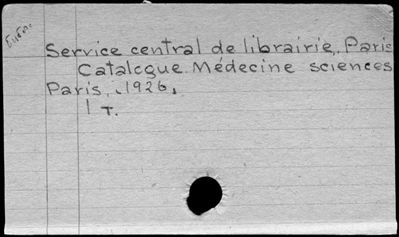 Service central de librairie, Paris
Catalogue. Médecine sciences
Paris, 1926.
1 T.